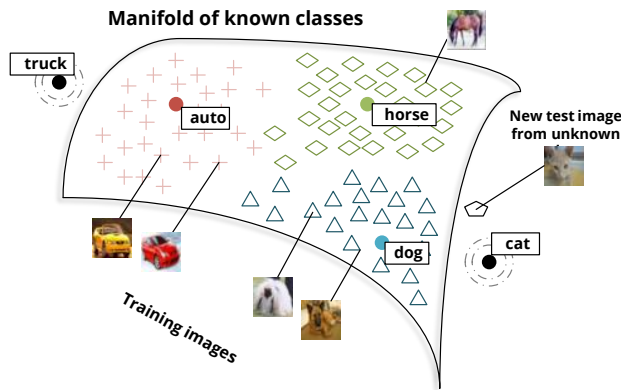 Manifold of known classes
truck
auto
horse
New test image
from unknown
dog
cat
Training images